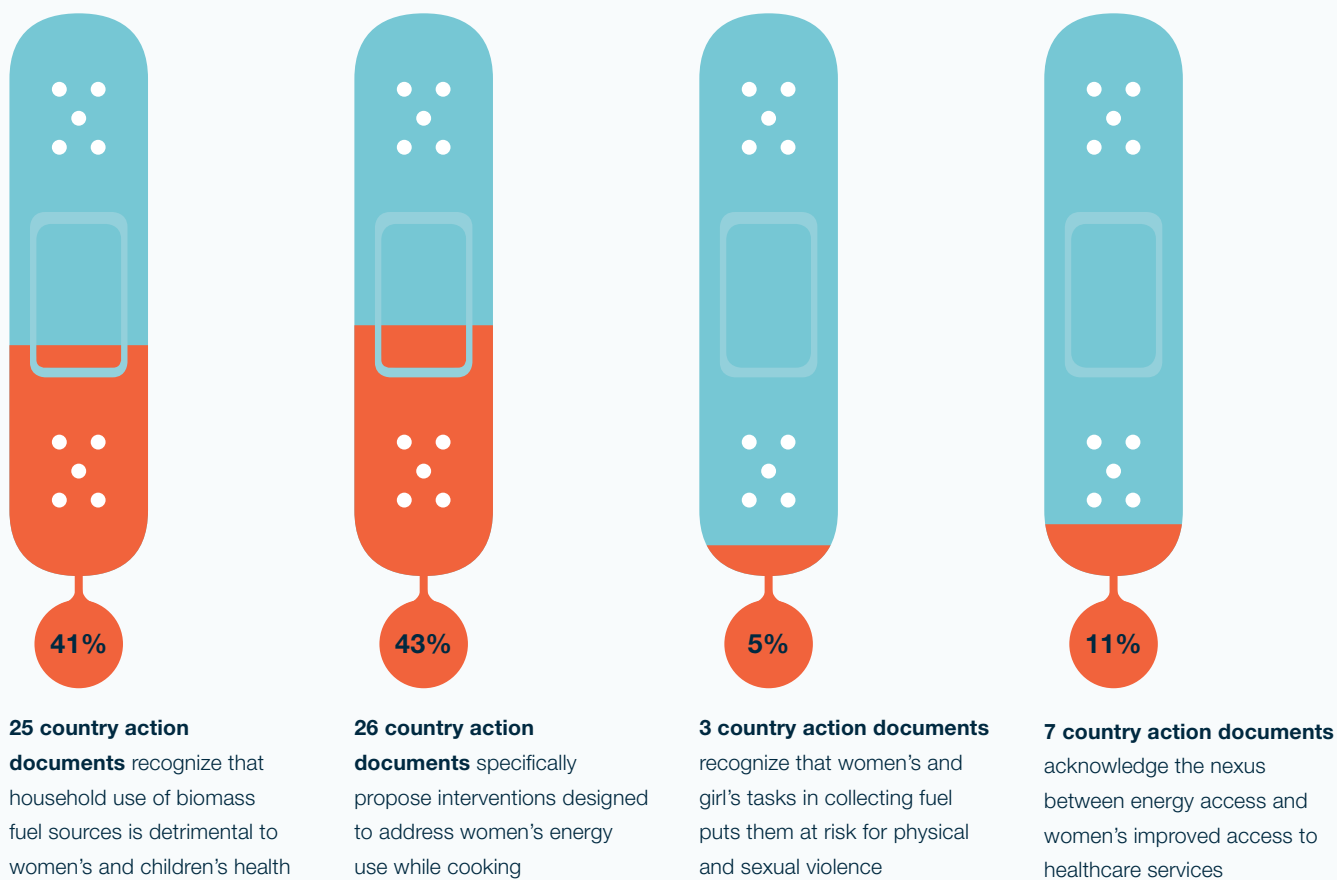 41%
25 country action
documents recognize that
household use of biomass
fuel sources is detrimental to
women's and children's health
43%
26 country action
documents specifically
propose interventions designed
to address women's energy
use while cooking
5%
3 country action documents
recognize that women's and
girl's tasks in collecting fuel
puts them at risk for physical
and sexual violence
11%
7 country action documents
acknowledge the nexus
between energy access and
women's improved access to
healthcare services